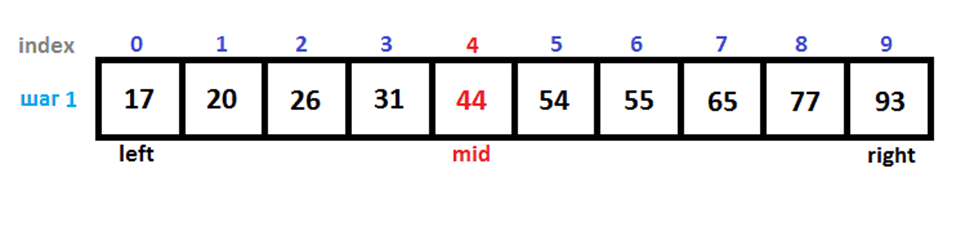 index 0 1 2 3 4 5 6 7 8 9
шаг 1 17 20 26 31 44 54 55 65 77 93
left mid right